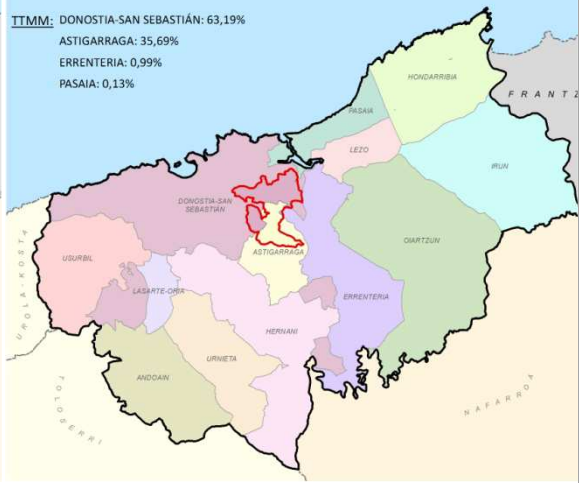 TTMM: DONOSTIA-SAN SEBASTIÁN: 63,19%
ASTIGARRAGA: 35,69%
ERRENTERIA: 0,99%
PASAIA: 0,13%
HONDARRIBIA
FRANTZ
PASAIA
LEZO
IRUN
DONOSTIA-SAN
SEBASTIÁN
OIARTZUN
USURBIL
ASTIGARRAGA
UROLA-KOSTA
LASARTE-ORIA
ERRENTERIA
HERNANI
URNIETA
ANDOAIN
TOLOSERRI
NAFARROA